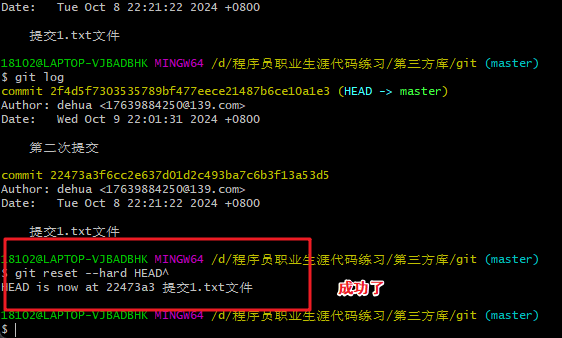 Date:   Tue Oct 8 22:21:22 2024 +0800
提交1.txt文件
18102@LAPTOP-VJBADBHK MINGW64 /d/程序员职业生涯代码练习/第三方库/git (master)
$ git log
commit 2f4d5f7303535789bf477eece21487b6ce10a1e3 (HEAD -> master)
Author: dehua <17639884250@139.com>
Date:   Wed Oct 9 22:01:31 2024 +0800
第二次提交
commit 22473a3f6cc2e637d01d2c493ba7c6b3f13a53d5
Author: dehua <17639884250@139.com>
Date:   Tue Oct 8 22:21:22 2024 +0800
提交1.txt文件
18102@LAPTOP-VJBADBHK MINGW64 /d/程序员职业生涯代码练习/第三方库/git (master)
$ git reset --hard HEAD^
HEAD is now at 22473a3 提交1.txt文件
成功了
18102@LAPTOP-VJBADBHK MINGW64 /d/程序员职业生涯代码练习/第三方库/git (master)
$